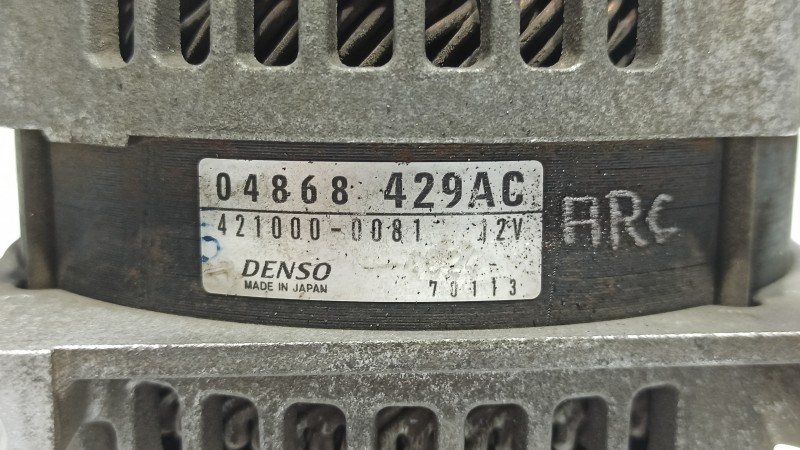 04868 429AC
421000-0081 12V
ARC
DENSO
MADE IN JAPAN 70113